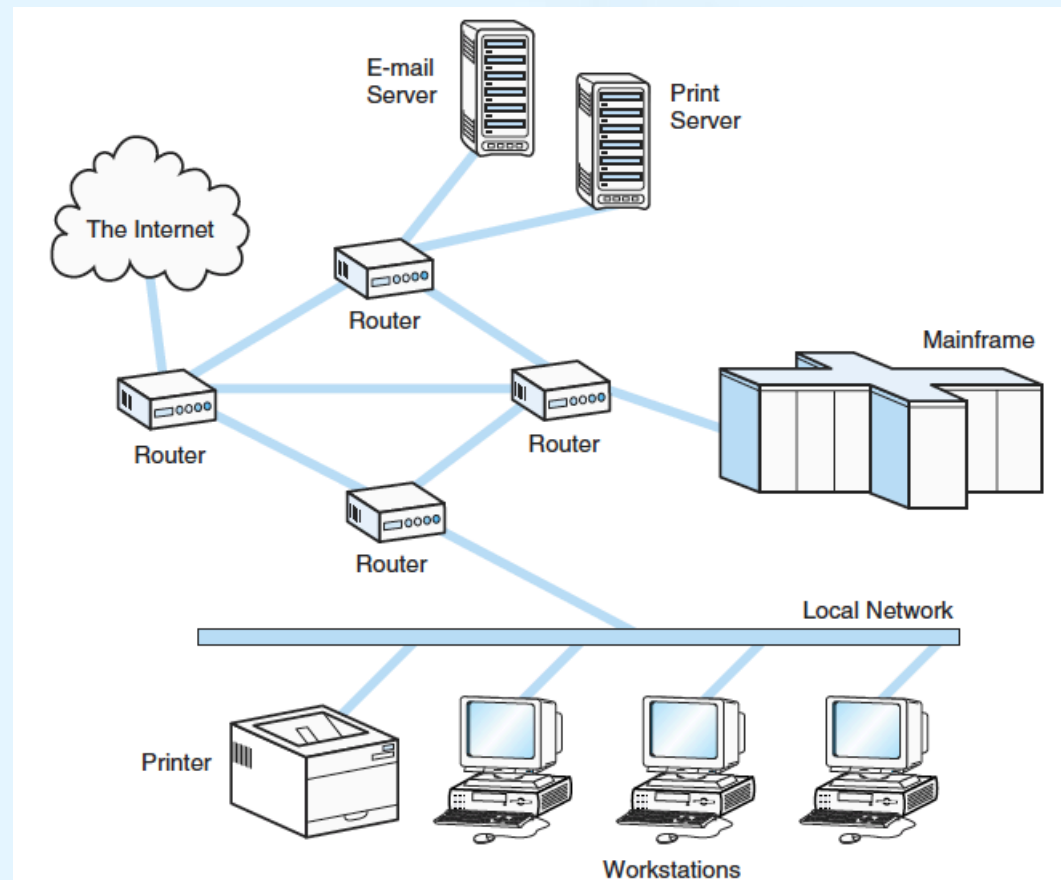 E-mail
Server
Print
Server
The Internet
Router
Mainframe
Router
Router
Router
Local Network
Printer
Workstations